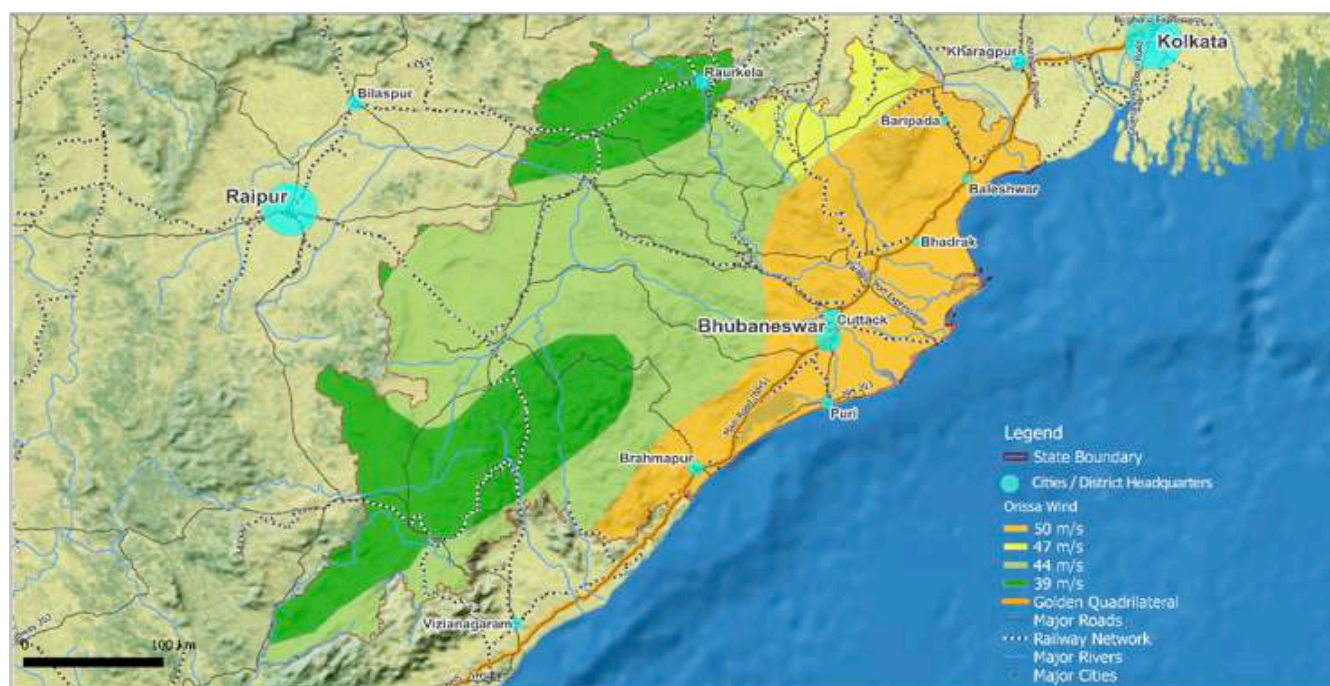 Kolkata
Kharagpur
Raurkela
Bilaspur
Baripada
Raipur
Baleshwar
Bhadrak
Bhubaneswar
Cuttack
Puri
Brahmapur
Vizianagaram
100 km
Legend
State Boundary
Cities / District Headquarters
Orissa Wind
50 m/s
47 m/s
44 m/s
39 m/s
Golden Quadrilateral
Major Roads
Railway Network
Major Rivers
Major Cities